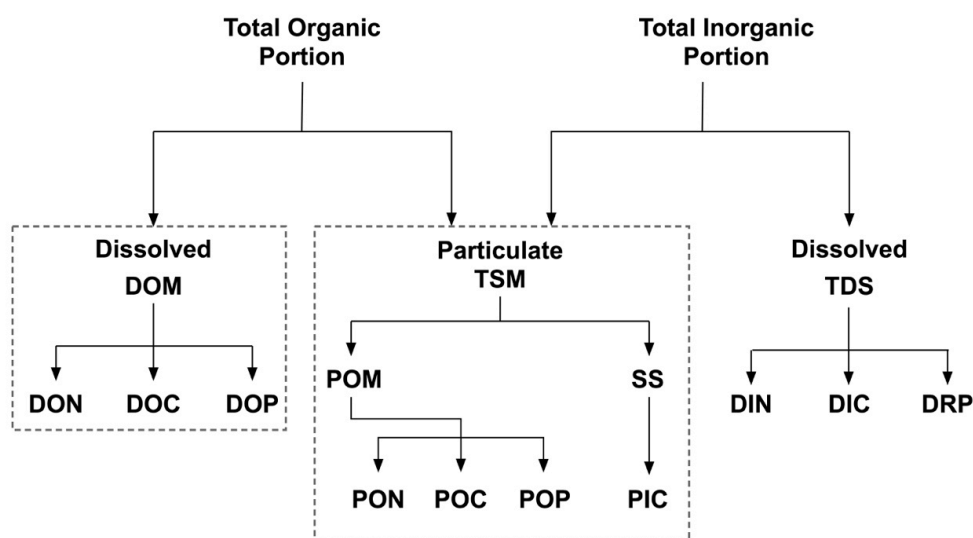 Total Organic
Portion
Total Inorganic
Portion
Dissolved
DOM
Particulate
TSM
Dissolved
TDS
POM
SS
DON DOC DOP
DIN DIC DRP
PON POC POP PIC